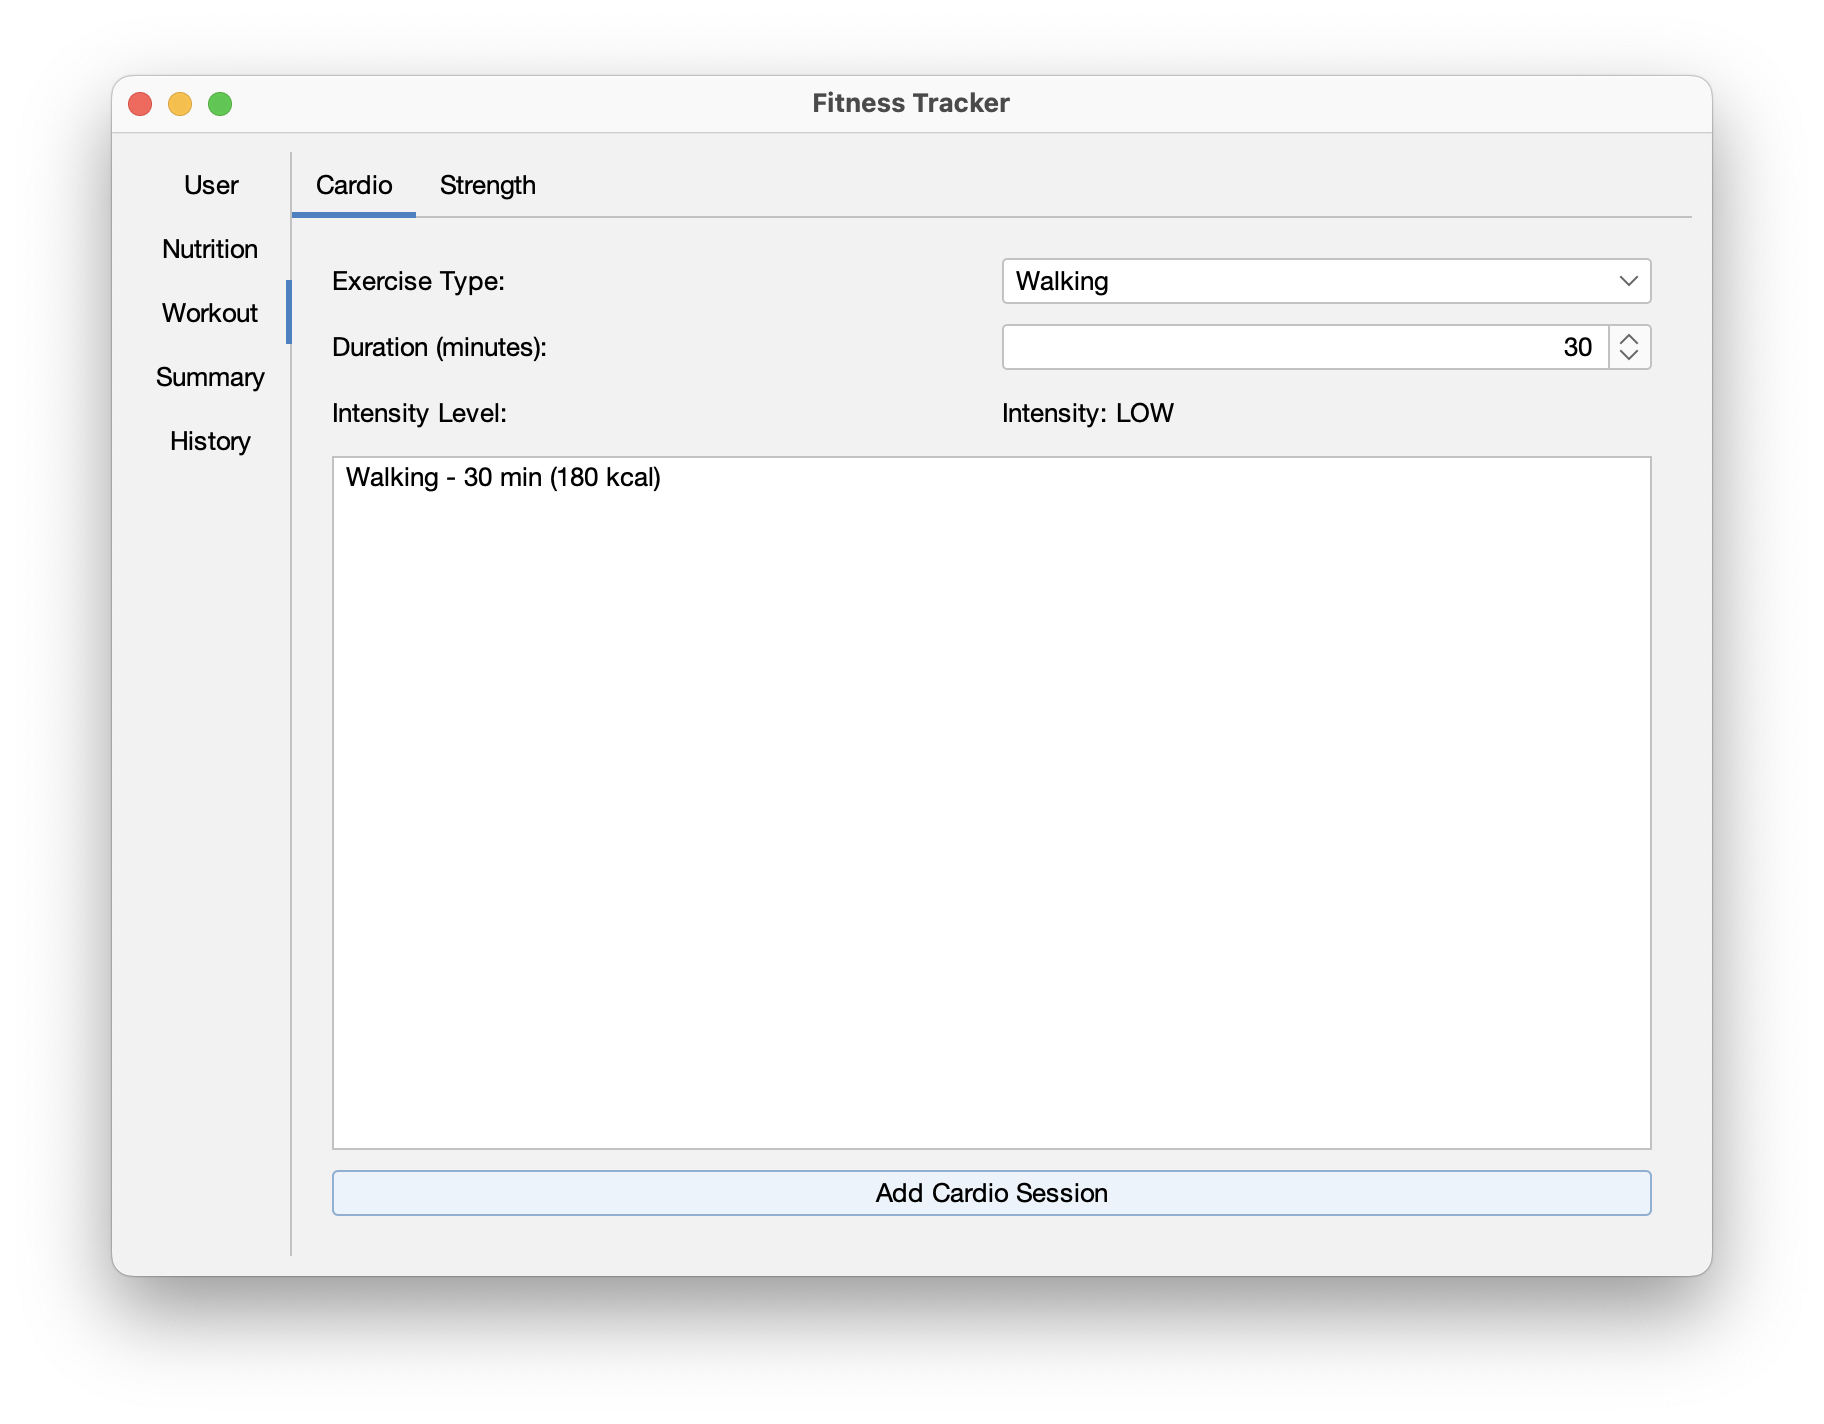 Fitness Tracker
User
Nutrition
Workout
Summary
History
Cardio Strength
Exercise Type: Walking
Duration (minutes): 30
Intensity Level: Intensity: LOW
Walking - 30 min (180 kcal)
Add Cardio Session